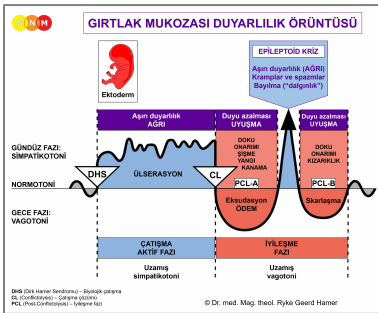 GNM
GIRTLAK MUKOZASI DUYARLILIK ÖRÜNTÜSÜ
Ektoderm
EPİLEPTOİD KRİZ
Aşırı duyarlılık (AĞRI)
Kramplar ve spazmlar
Bayılma ("dalgınlık")
Aşırı duyarlılık
AĞRI
Duyu azalması
UYUŞMA
Duyu azalması
UYUŞMA
GÜNDÜZ FAZI:
SİMPATİKOTONİ
DOKU
ONARIMI
ŞİŞME
YANGI
KANAMA
DOKU
ONARIMI
KIZARIKLIK
DHS
ÜLSERASYON
CL
PCL-A
PCL-B
NORMOTONİ
Eksudasyon
ÖDEM
Skarlaşma
GECE FAZI:
VAGOTONİ
ÇATIŞMA
AKTİF FAZI
İYİLEŞME
FAZI
Uzamış
simpatikotoni
Uzamış
vagotoni
DHS (Dirk Hamer Sendromu) – Biyolojik çatışma
CL (Conflictolysis) – Çatışma çözümü
PCL (Post-Conflictolysis) – İyileşme fazı
© Dr. med. Mag. theol. Ryke Geerd Hamer